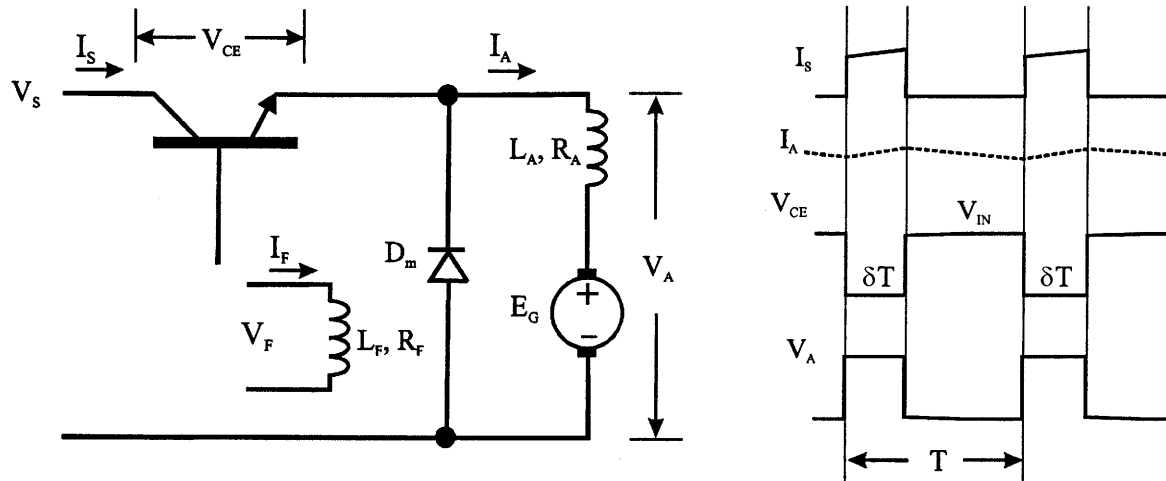 I_S
V_CE
I_A
V_S
L_A, R_A
I_F
D_m
V_A
V_F
L_F, R_F
E_G
+
−
I_S
I_A
V_CE
V_IN
δT
δT
V_A
T